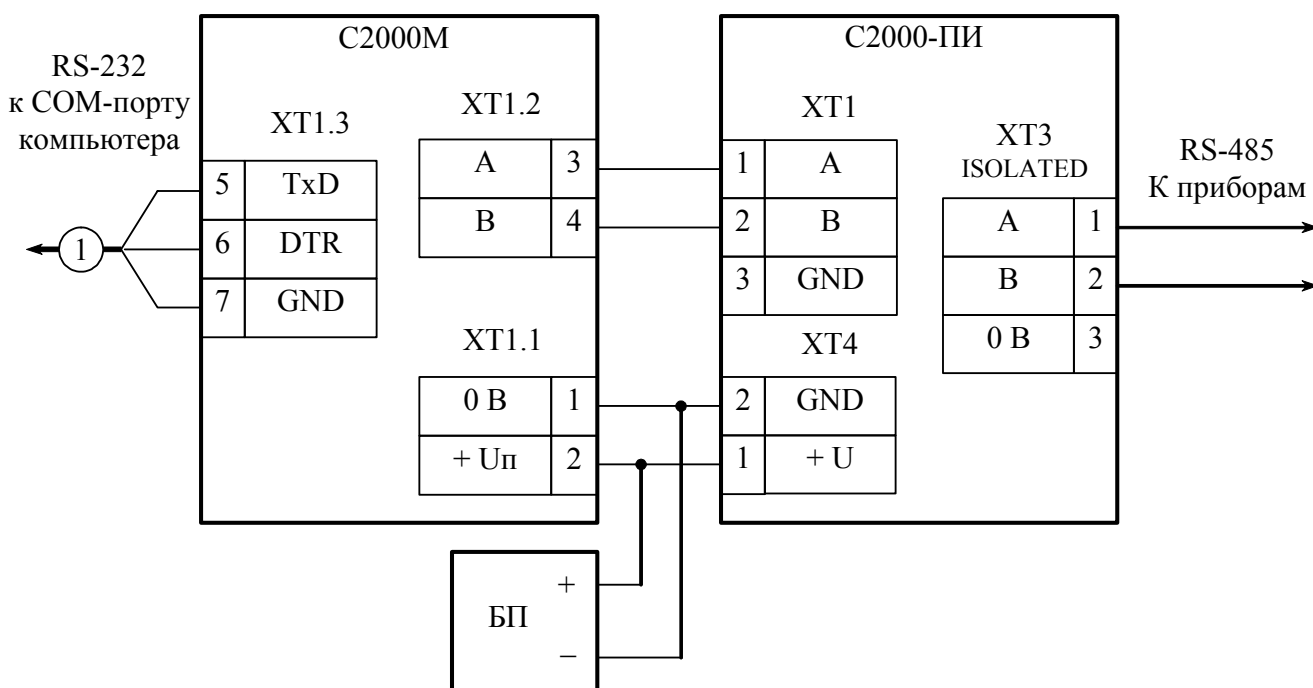 С2000М
RS-232
к COM-порту
компьютера
XT1.3
5 TxD
6 DTR
7 GND
1
XT1.2
A 3
B 4
XT1.1
0 В 1
+ Uп 2
С2000-ПИ
XT1
1 A
2 B
3 GND
XT4
2 GND
1 + U
XT3
ISOLATED
A 1
B 2
0 В 3
RS-485
К приборам
БП
+
−